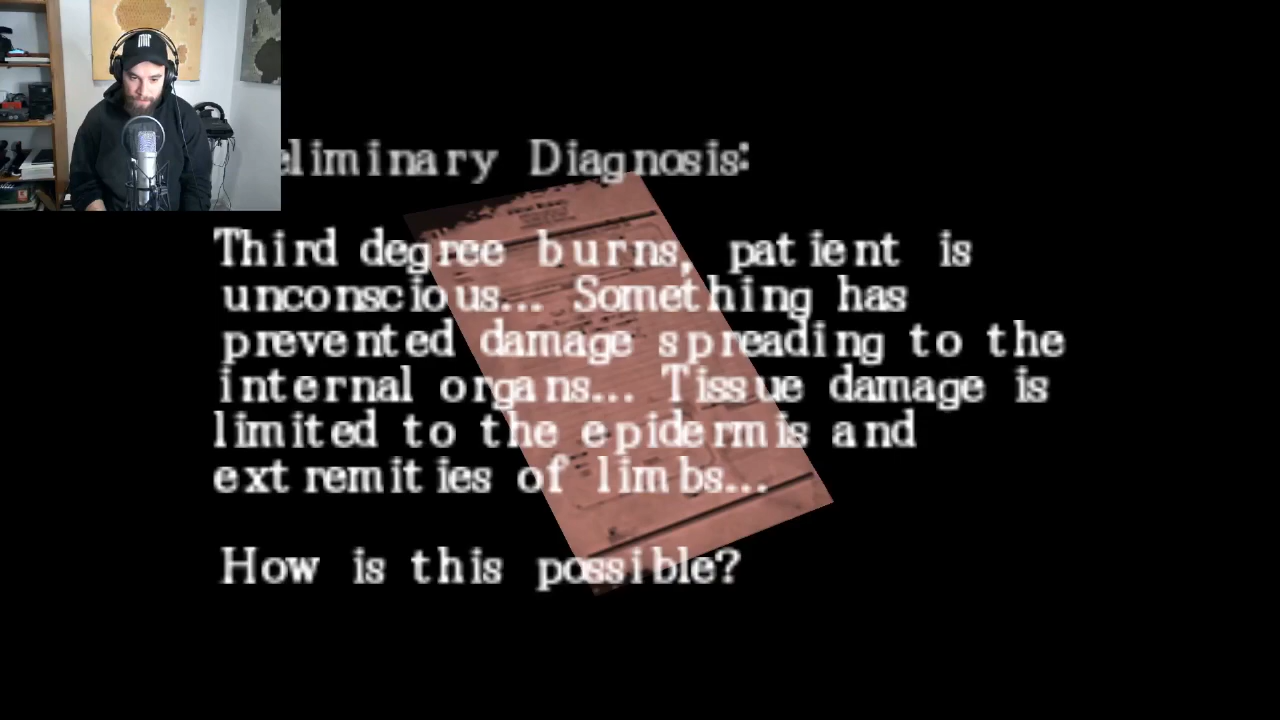 eliminary Diagnosis:
Third degree burns, patient is
unconscious... Something has
prevented damage spreading to the
internal organs... Tissue damage is
limited to the epidermis and
extremities of limbs...
How is this possible?